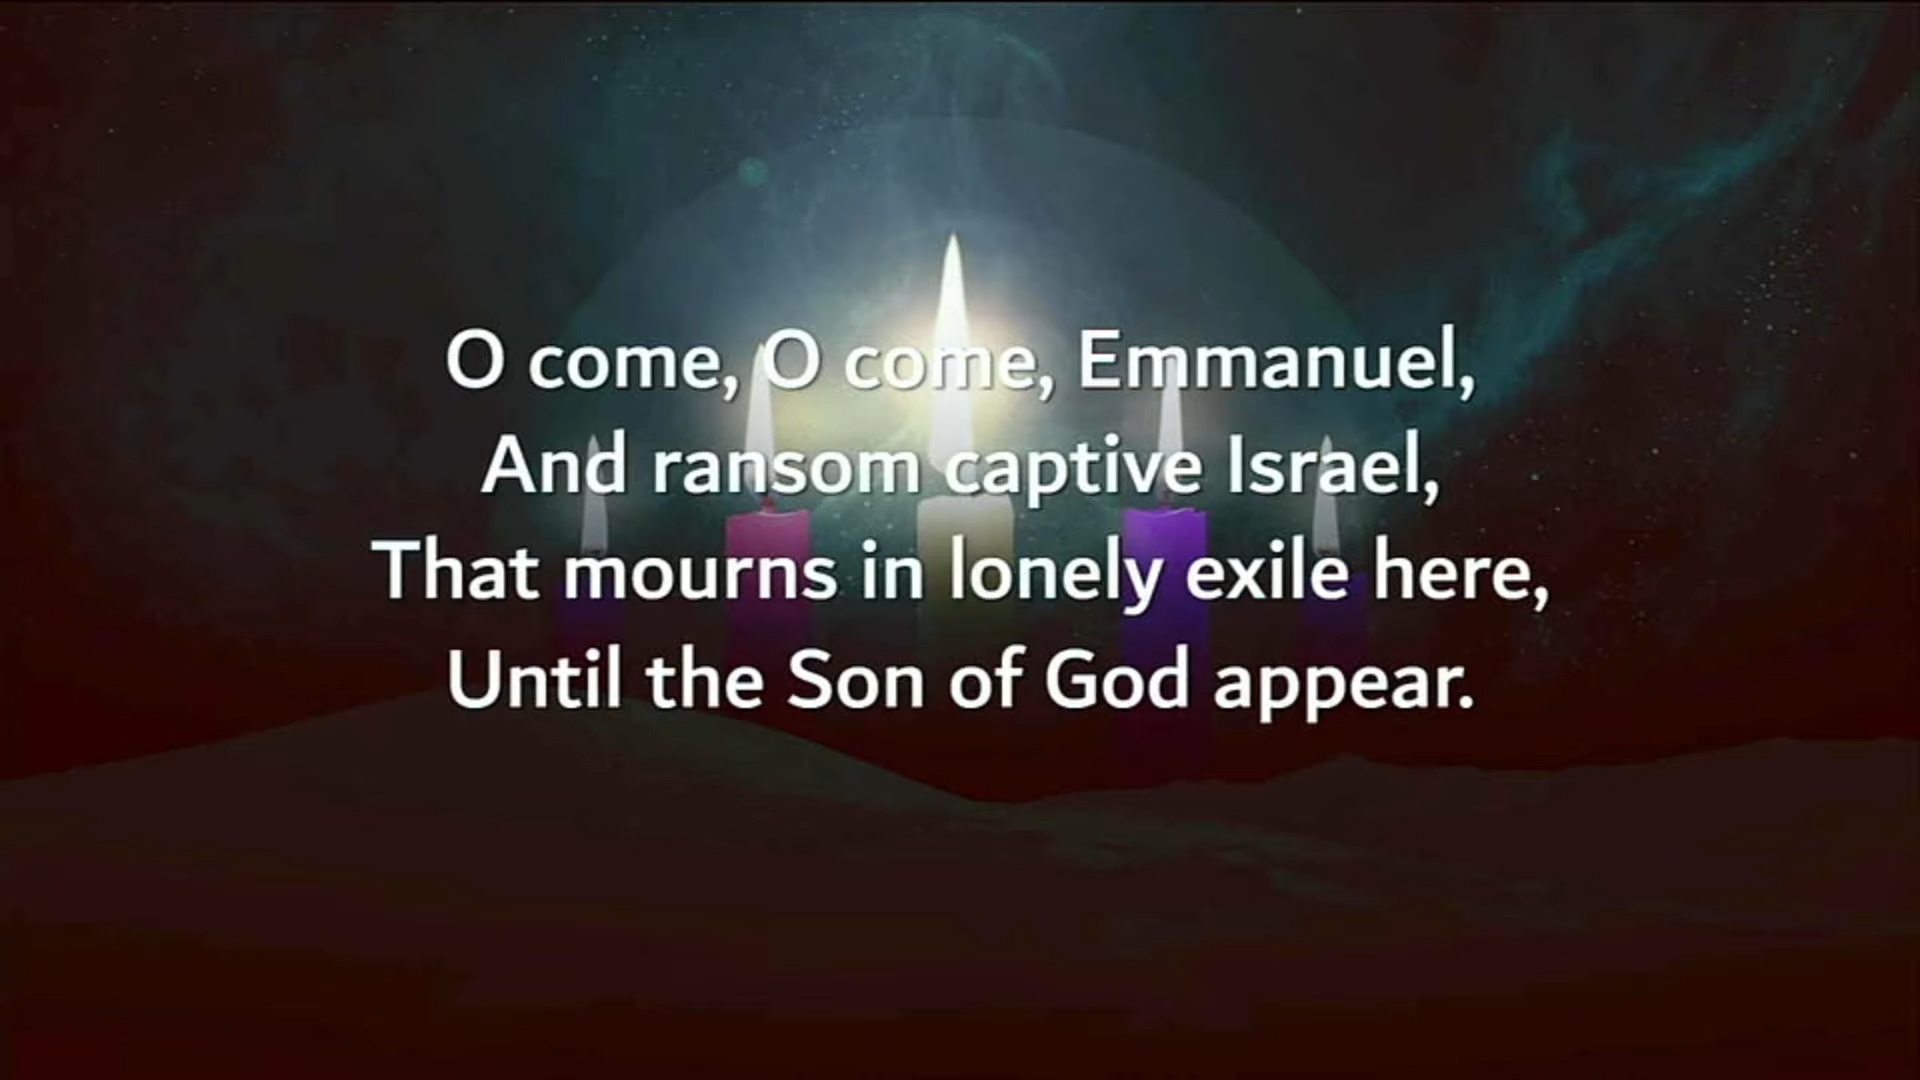 O come, O come, Emmanuel,
And ransom captive Israel,
That mourns in lonely exile here,
Until the Son of God appear.